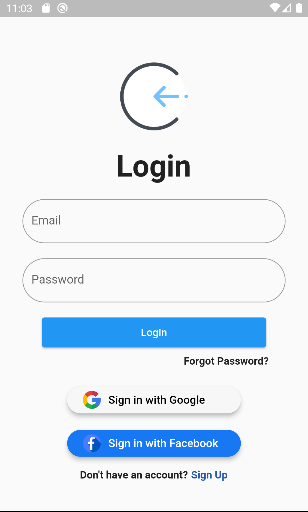 11:03
Login
Email
Password
Login
Forgot Password?
Sign in with Google
Sign in with Facebook
Don't have an account? Sign Up